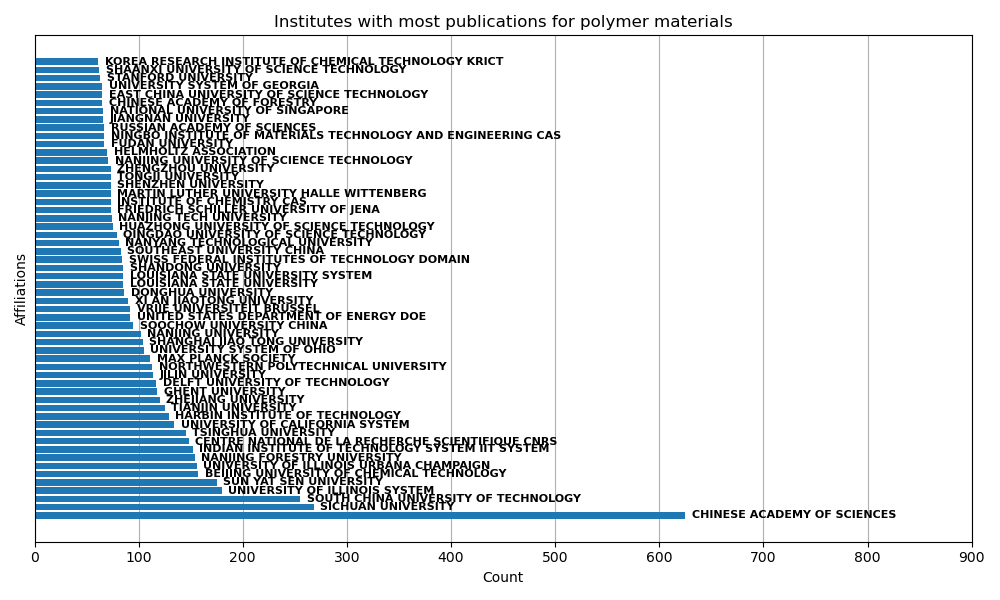 Institutes with most publications for polymer materials
KOREA RESEARCH INSTITUTE OF CHEMICAL TECHNOLOGY KRICT
SHAANXI UNIVERSITY OF SCIENCE TECHNOLOGY
STANFORD UNIVERSITY
UNIVERSITY SYSTEM OF GEORGIA
EAST CHINA UNIVERSITY OF SCIENCE TECHNOLOGY
CHINESE ACADEMY OF FORESTRY
NATIONAL UNIVERSITY OF SINGAPORE
JIANGNAN UNIVERSITY
RUSSIAN ACADEMY OF SCIENCES
NINGBO INSTITUTE OF MATERIALS TECHNOLOGY AND ENGINEERING CAS
FUDAN UNIVERSITY
HELMHOLTZ ASSOCIATION
NANJING UNIVERSITY OF SCIENCE TECHNOLOGY
ZHENGZHOU UNIVERSITY
TONGJI UNIVERSITY
SHENZHEN UNIVERSITY
MARTIN LUTHER UNIVERSITY HALLE WITTENBERG
INSTITUTE OF CHEMISTRY CAS
FRIEDRICH SCHILLER UNIVERSITY OF JENA
NANJING TECH UNIVERSITY
HUAZHONG UNIVERSITY OF SCIENCE TECHNOLOGY
QINGDAO UNIVERSITY OF SCIENCE TECHNOLOGY
NANYANG TECHNOLOGICAL UNIVERSITY
SOUTHEAST UNIVERSITY CHINA
SWISS FEDERAL INSTITUTES OF TECHNOLOGY DOMAIN
SHANDONG UNIVERSITY
LOUISIANA STATE UNIVERSITY SYSTEM
LOUISIANA STATE UNIVERSITY
DONGHUA UNIVERSITY
XI AN JIAOTONG UNIVERSITY
VRIJE UNIVERSITEIT BRUSSEL
UNITED STATES DEPARTMENT OF ENERGY DOE
SOOCHOW UNIVERSITY CHINA
NANJING UNIVERSITY
SHANGHAI JIAO TONG UNIVERSITY
UNIVERSITY SYSTEM OF OHIO
MAX PLANCK SOCIETY
NORTHWESTERN POLYTECHNICAL UNIVERSITY
JILIN UNIVERSITY
DELFT UNIVERSITY OF TECHNOLOGY
GHENT UNIVERSITY
ZHEJIANG UNIVERSITY
TIANJIN UNIVERSITY
HARBIN INSTITUTE OF TECHNOLOGY
UNIVERSITY OF CALIFORNIA SYSTEM
TSINGHUA UNIVERSITY
CENTRE NATIONAL DE LA RECHERCHE SCIENTIFIQUE CNRS
INDIAN INSTITUTE OF TECHNOLOGY SYSTEM IIT SYSTEM
NANJING FORESTRY UNIVERSITY
UNIVERSITY OF ILLINOIS URBANA CHAMPAIGN
BEIJING UNIVERSITY OF CHEMICAL TECHNOLOGY
SUN YAT SEN UNIVERSITY
UNIVERSITY OF ILLINOIS SYSTEM
SOUTH CHINA UNIVERSITY OF TECHNOLOGY
SICHUAN UNIVERSITY
CHINESE ACADEMY OF SCIENCES
Affiliations
0 100 200 300 400 500 600 700 800 900
Count